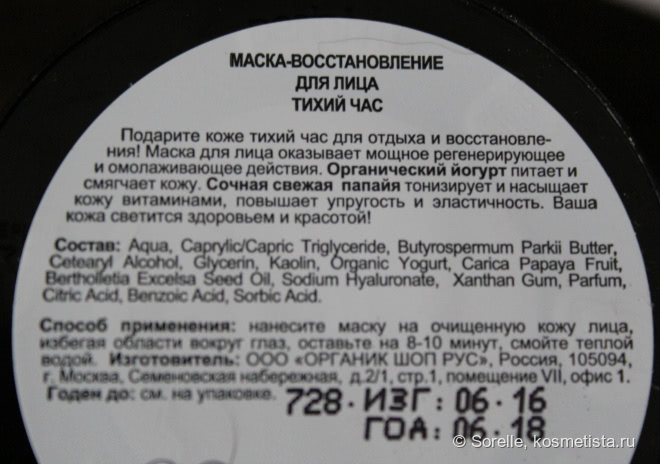 МАСКА-ВОССТАНОВЛЕНИЕ
ДЛЯ ЛИЦА
ТИХИЙ ЧАС
Подарите коже тихий час для отдыха и восстановле-
ния! Маска для лица оказывает мощное регенерирующее
и омолаживающее действия. Органический йогурт питает и
смягчает кожу. Сочная свежая папайя тонизирует и насыщает
кожу витаминами, повышает упругость и эластичность. Ваша
кожа светится здоровьем и красотой!
Состав: Aqua, Caprylic/Capric Triglyceride, Butyrospermum Parkii Butter,
Cetearyl Alcohol, Glycerin, Kaolin, Organic Yogurt, Carica Papaya Fruit,
Bertholletia Excelsa Seed Oil, Sodium Hyaluronate, Xanthan Gum, Parfum,
Citric Acid, Benzoic Acid, Sorbic Acid.
Способ применения: нанесите маску на очищенную кожу лица,
избегая области вокруг глаз, оставьте на 8-10 минут, смойте теплой
водой. Изготовитель: ООО «ОРГАНИК ШОП РУС», Россия, 105094,
г. Москва, Семеновская набережная, д.2/1, стр.1, помещение VII, офис 1.
Годен до: см. на упаковке. 728· ИЗГ: 06 · 16
ГОД: 06 · 18
© Sorelle, kosmetista.ru